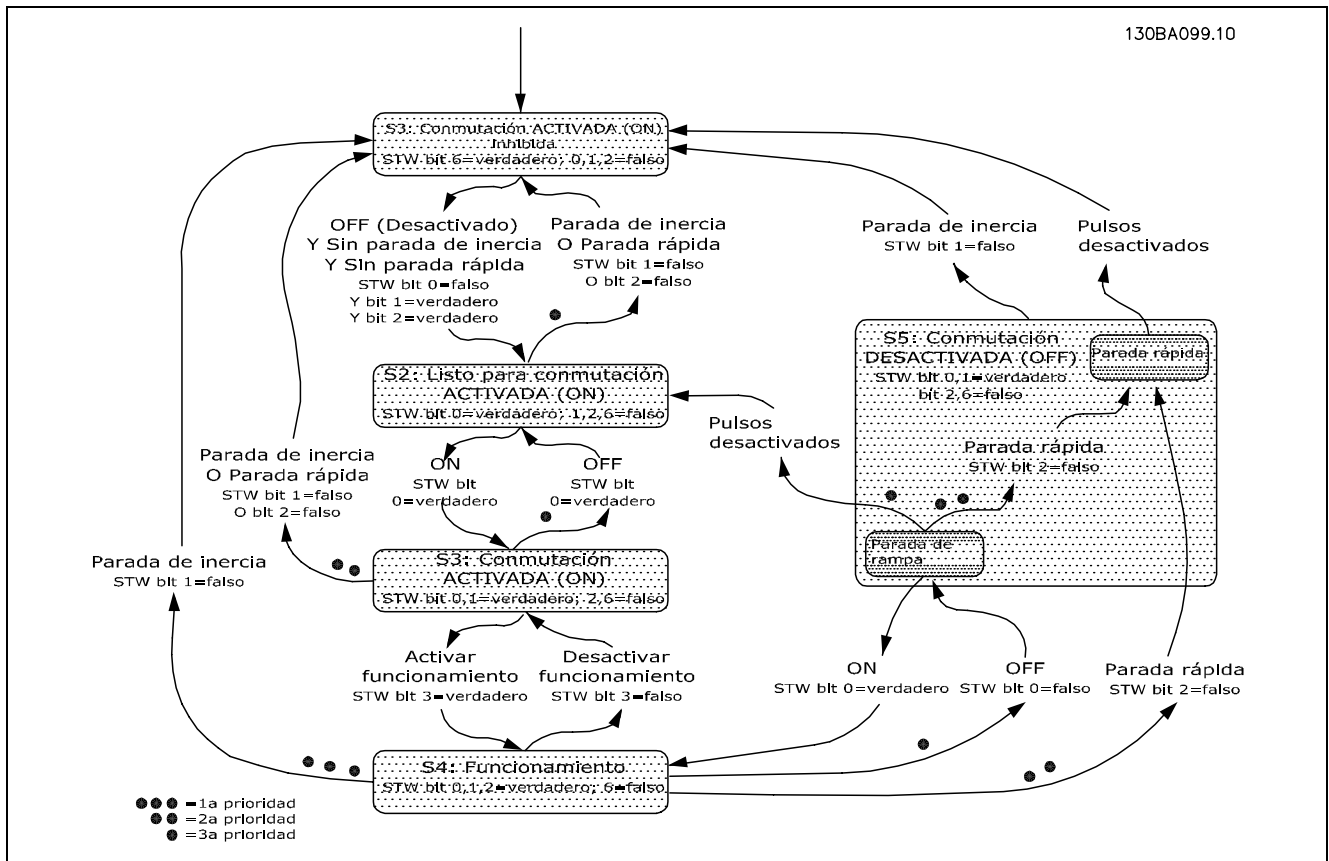 130BA099.10
S3: Conmutación ACTIVADA (ON)
Inhibida
STW bit 6=verdadero; 0,1,2=falso
OFF (Desactivado)
Y Sin parada de inercia
Y Sin parada rápida
STW bit 0=falso
Y bit 1=verdadero
Y bit 2=verdadero
Parada de inercia
O Parada rápida
STW bit 1=falso
O bit 2=falso
Parada de inercia
STW bit 1=falso
Pulsos
desactivados
S2: Listo para conmutación
ACTIVADA (ON)
STW bit 0=verdadero; 1,2,6=falso
S5: Conmutación
DESACTIVADA (OFF)
STW bit 0,1=verdadero
bit 2,6=falso
Parada rápida
Pulsos
desactivados
Parada rápida
STW bit 2=falso
Parada de
rampa
ON
STW bit
0=verdadero
OFF
STW bit
0=verdadero
Parada de inercia
O Parada rápida
STW bit 1=falso
O bit 2=falso
S3: Conmutación
ACTIVADA (ON)
STW bit 0,1=verdadero; 2,6=falso
Parada de inercia
STW bit 1=falso
Activar
funcionamiento
STW bit 3=verdadero
Desactivar
funcionamiento
STW bit 3=falso
ON
STW bit 0=verdadero
OFF
STW bit 0=falso
Parada rápida
STW bit 2=falso
S4: Funcionamiento
STW bit 0,1,2=verdadero; 6=falso
=1a prioridad
=2a prioridad
=3a prioridad